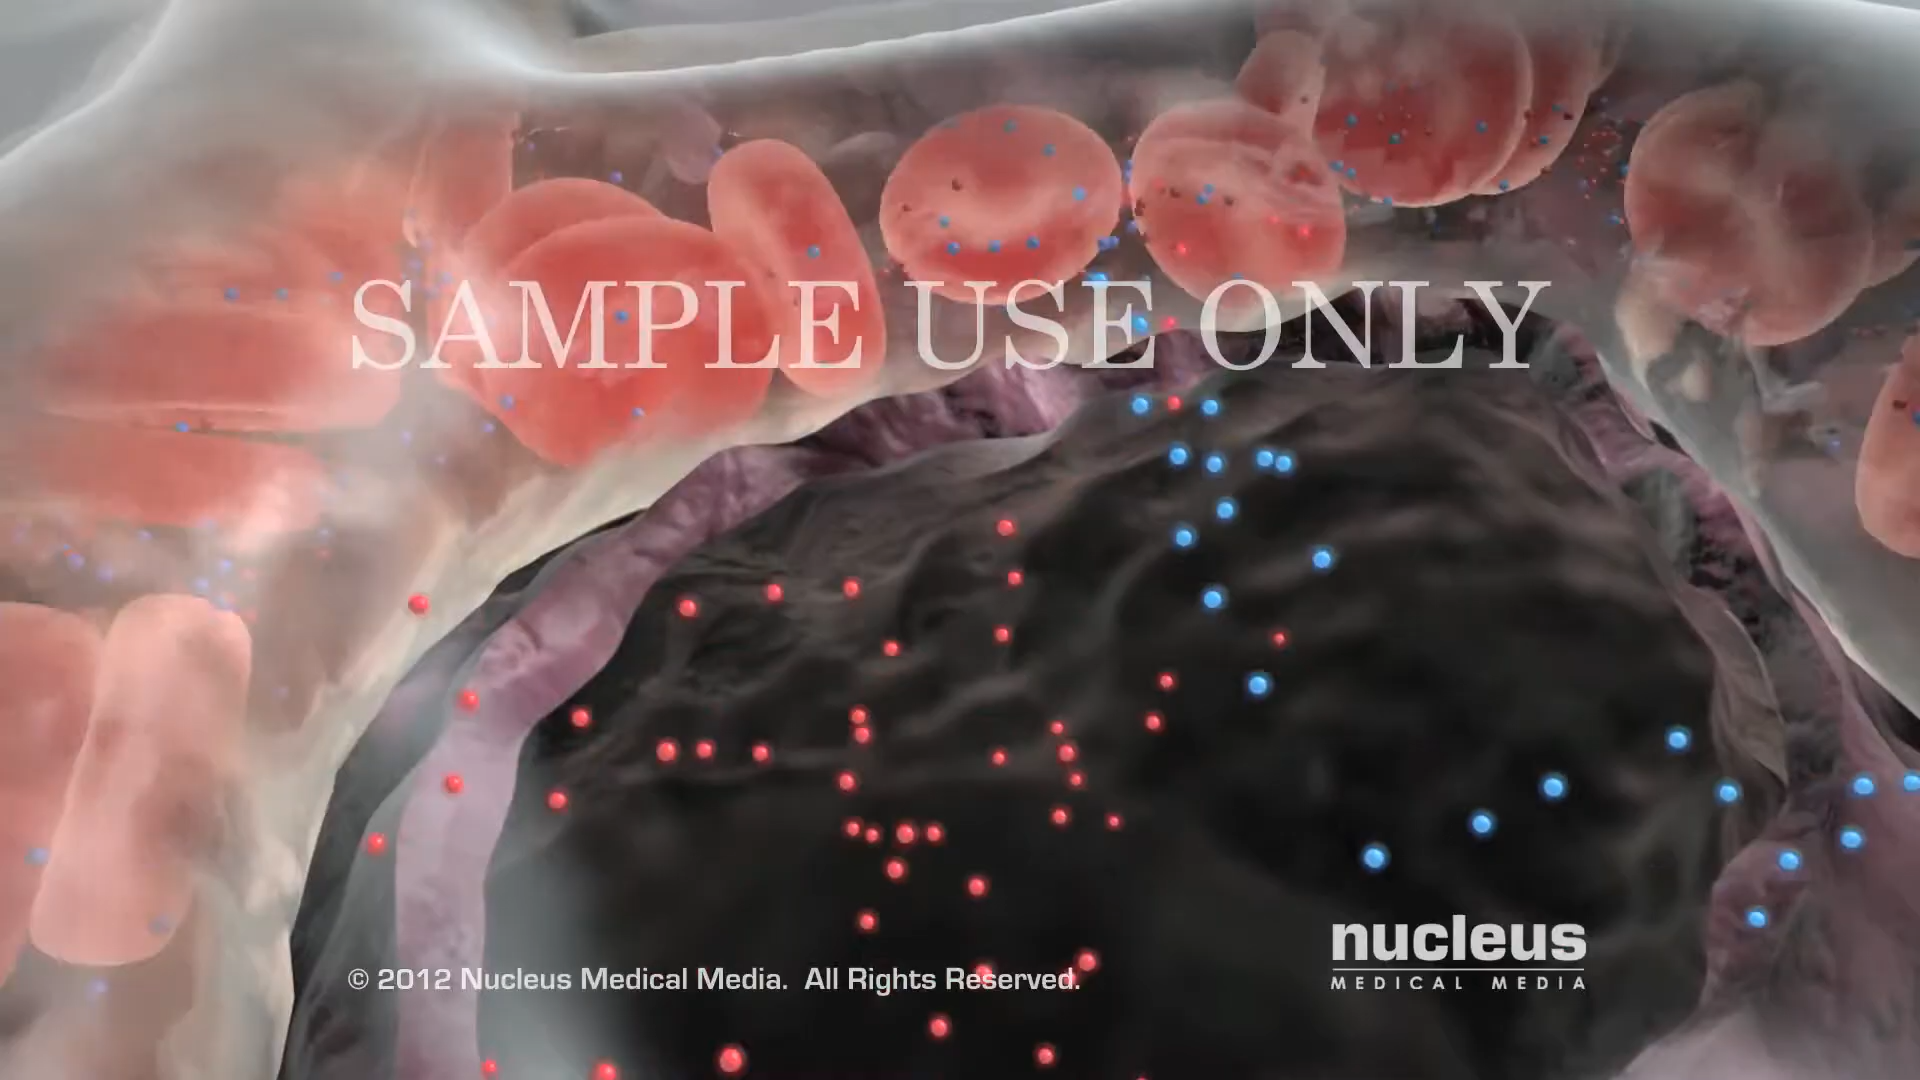 SAMPLE USE ONLY
nucleus
MEDICAL MEDIA
© 2012 Nucleus Medical Media. All Rights Reserved.